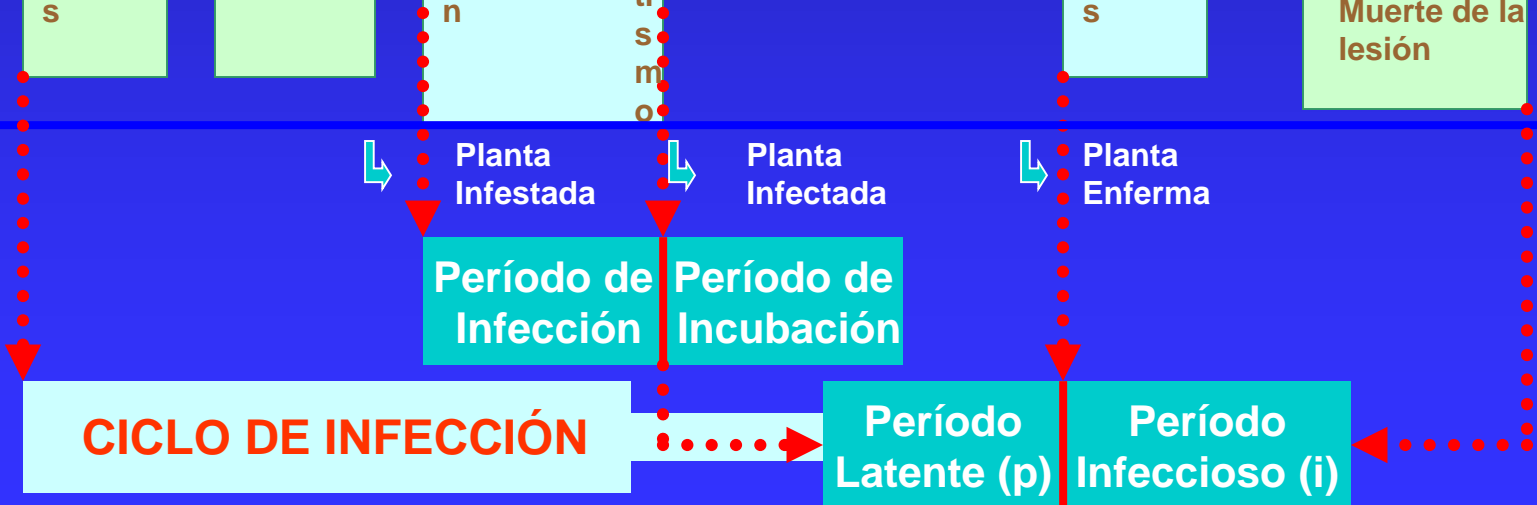 s
n
s
m
o
s
Muerte de la
lesión
Planta
Infestada
Planta
Infectada
Planta
Enferma
Período de
Infección
Período de
Incubación
CICLO DE INFECCIÓN
Período
Latente (p)
Período
Infeccioso (i)